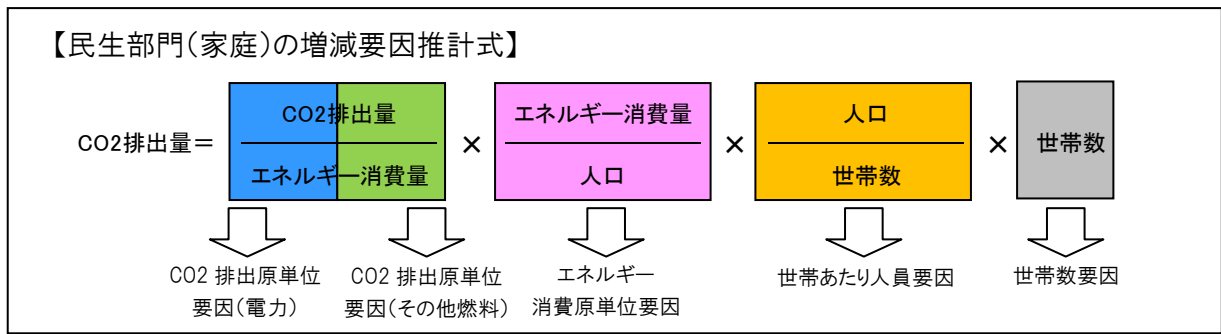 【民生部門(家庭)の増減要因推計式】
CO2排出量＝
CO2排出量
エネルギー消費量
×
エネルギー消費量
人口
×
人口
世帯数
×
世帯数
CO2 排出原単位
要因(電力)
CO2 排出原単位
要因(その他燃料)
エネルギー
消費原単位要因
世帯あたり人員要因
世帯数要因